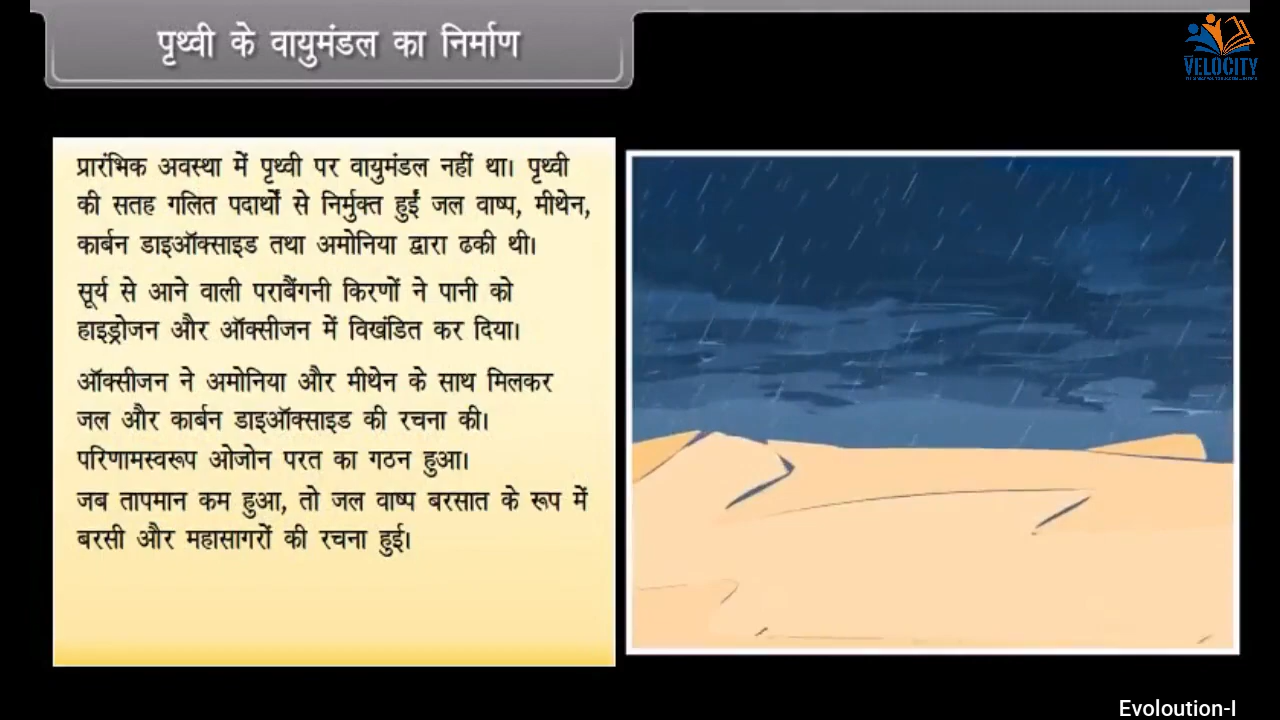 पृथ्वी के वायुमंडल का निर्माण
VELOCITY
प्रारंभिक अवस्था में पृथ्वी पर वायुमंडल नहीं था। पृथ्वी
की सतह गलित पदार्थों से निर्मुक्त हुईं जल वाष्प, मीथेन,
कार्बन डाइऑक्साइड तथा अमोनिया द्वारा ढकी थी।
सूर्य से आने वाली पराबैंगनी किरणों ने पानी को
हाइड्रोजन और ऑक्सीजन में विखंडित कर दिया।
ऑक्सीजन ने अमोनिया और मीथेन के साथ मिलकर
जल और कार्बन डाइऑक्साइड की रचना की।
परिणामस्वरूप ओजोन परत का गठन हुआ।
जब तापमान कम हुआ, तो जल वाष्प बरसात के रूप में
बरसी और महासागरों की रचना हुई।
Evoloution-I